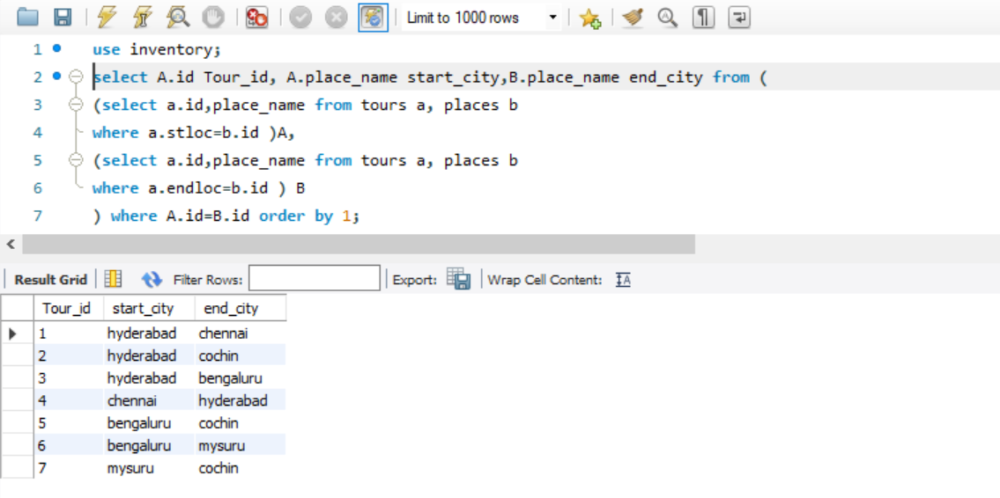 Limit to 1000 rows
1 use inventory;
2 select A.id Tour_id, A.place_name start_city,B.place_name end_city from (
3 (select a.id,place_name from tours a, places b
4 where a.stloc=b.id )A,
5 (select a.id,place_name from tours a, places b
6 where a.endloc=b.id ) B
7 ) where A.id=B.id order by 1;
Result Grid Filter Rows: Export: Wrap Cell Content: IA
Tour_id start_city end_city
1 hyderabad chennai
2 hyderabad cochin
3 hyderabad bengaluru
4 chennai hyderabad
5 bengaluru cochin
6 bengaluru mysuru
7 mysuru cochin